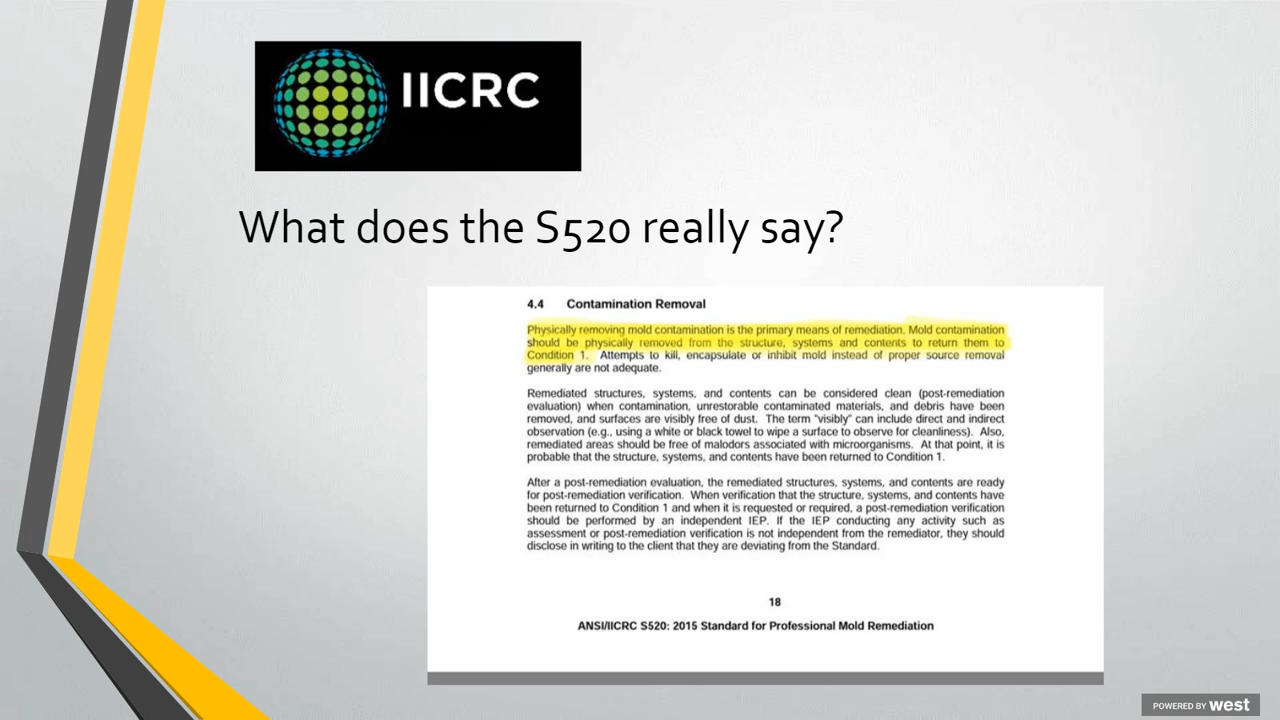 IICRC
What does the S520 really say?
4.4 Contamination Removal
Physically removing mold contamination is the primary means of remediation. Mold contamination
should be physically removed from the structure, systems and contents to return them to
Condition 1. Attempts to kill, encapsulate or inhibit mold instead of proper source removal
generally are not adequate.
Remediated structures, systems, and contents can be considered clean (post-remediation
evaluation) when contamination, unrestorable contaminated materials, and debris have been
removed, and surfaces are visibly free of dust. The term "visibly" can include direct and indirect
observation (e.g., using a white or black towel to wipe a surface to observe for cleanliness). Also,
remediated areas should be free of malodors associated with microorganisms. At that point, it is
probable that the structure, systems, and contents have been returned to Condition 1.
After a post-remediation evaluation, the remediated structures, systems, and contents are ready
for post-remediation verification. When verification that the structure, systems, and contents have
been returned to Condition 1 and when it is requested or required, a post-remediation verification
should be performed by an independent IEP. If the IEP conducting any activity such as
assessment or post-remediation verification is not independent from the remediator, they should
disclose in writing to the client that they are deviating from the Standard.
18
ANSI/IICRC S520: 2015 Standard for Professional Mold Remediation
POWERED BY west